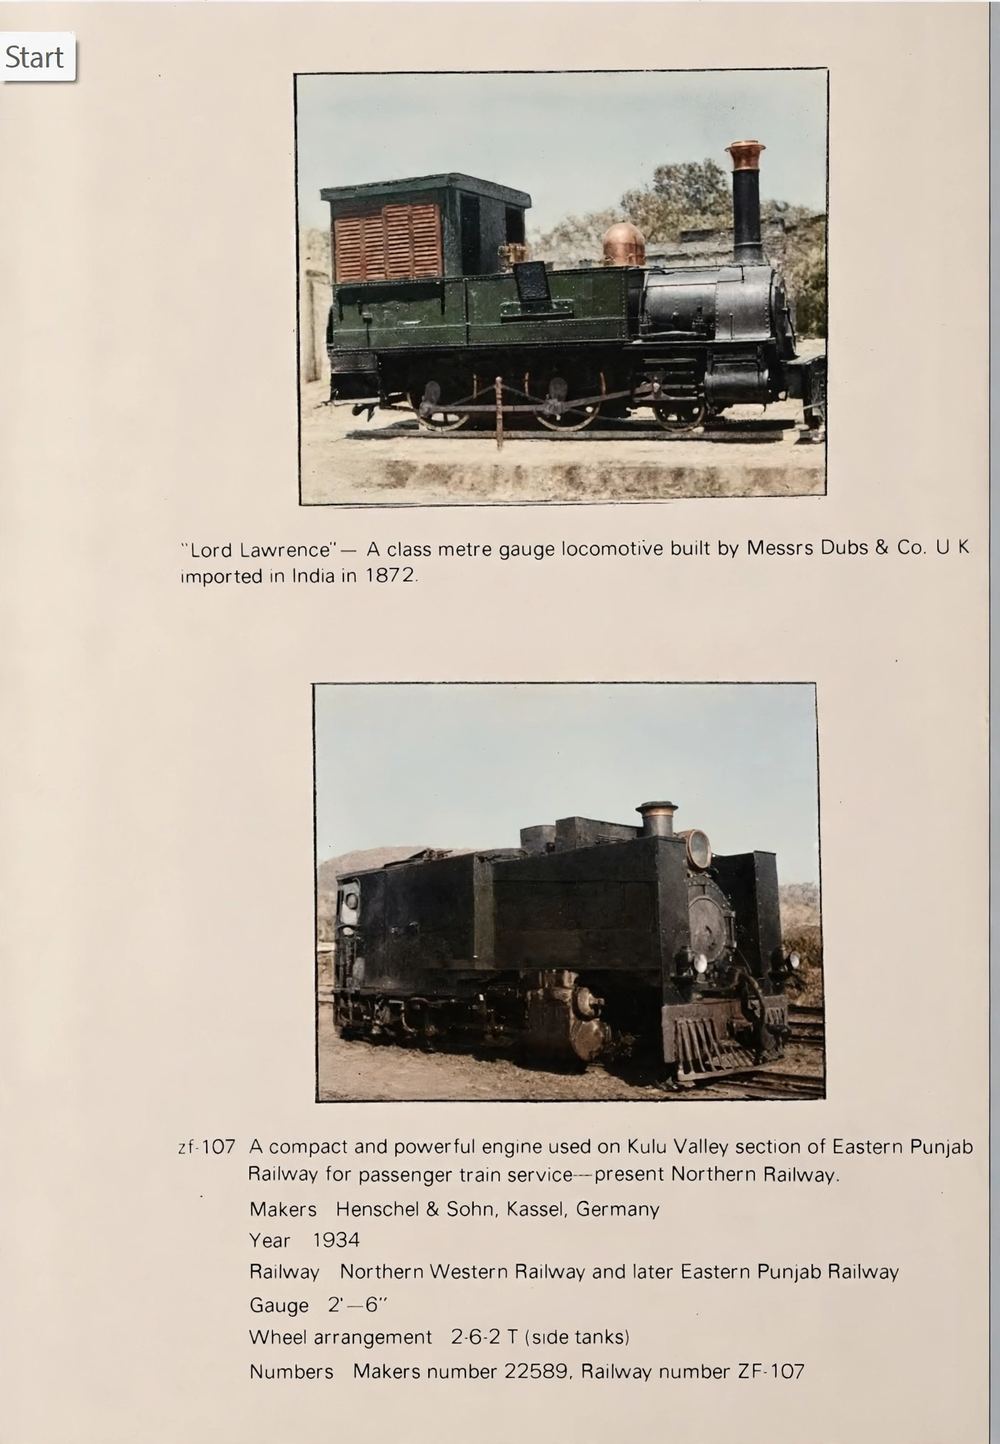 Start
"Lord Lawrence"— A class metre gauge locomotive built by Messrs Dubs & Co. U K
imported in India in 1872.
zf-107 A compact and powerful engine used on Kulu Valley section of Eastern Punjab
Railway for passenger train service—present Northern Railway.
Makers Henschel & Sohn, Kassel, Germany
Year 1934
Railway Northern Western Railway and later Eastern Punjab Railway
Gauge 2'—6"
Wheel arrangement 2-6-2 T (side tanks)
Numbers Makers number 22589, Railway number ZF-107